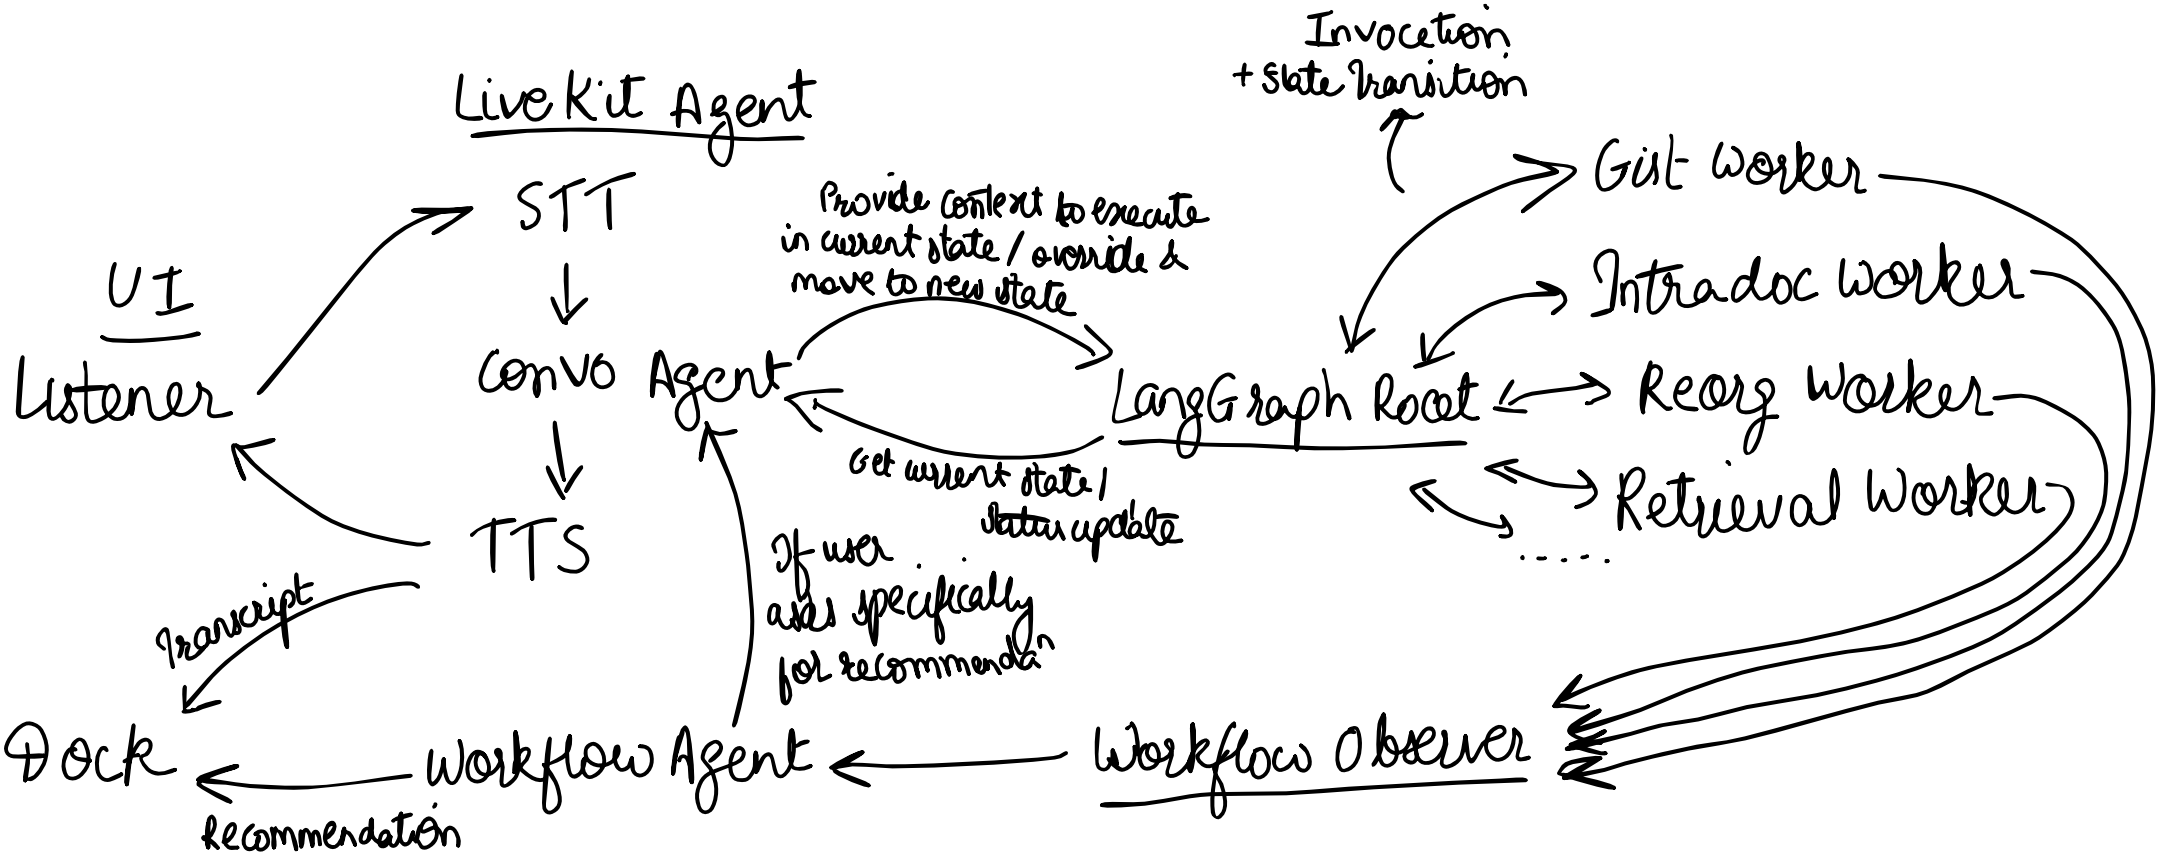 Invocation
+ State Transition
LiveKit Agent
STT
Provide context to execute
in current state / override &
move to new state
UI
Listener
Convo Agent
TTS
LangGraph Root
Get current state /
status update
Gist Worker
Intradoc Worker
Reorg Worker
Retrieval Worker
.....
If user
asks specifically
for recommendaⁿ
Transcript
Dock
Recommendation
Workflow Agent
Workflow Observer